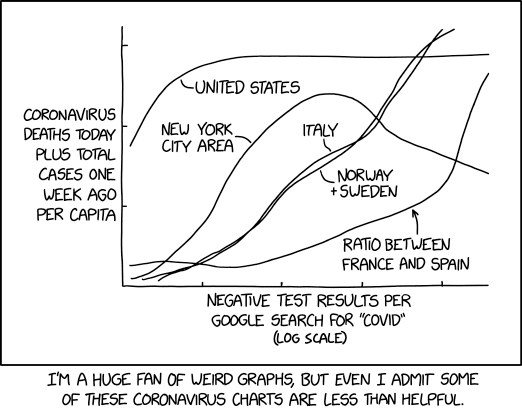 CORONAVIRUS
DEATHS TODAY
PLUS TOTAL
CASES ONE
WEEK AGO
PER CAPITA
UNITED STATES
NEW YORK
CITY AREA
ITALY
NORWAY
+ SWEDEN
RATIO BETWEEN
FRANCE AND SPAIN
NEGATIVE TEST RESULTS PER
GOOGLE SEARCH FOR "COVID"
(LOG SCALE)
I'M A HUGE FAN OF WEIRD GRAPHS, BUT EVEN I ADMIT SOME
OF THESE CORONAVIRUS CHARTS ARE LESS THAN HELPFUL.